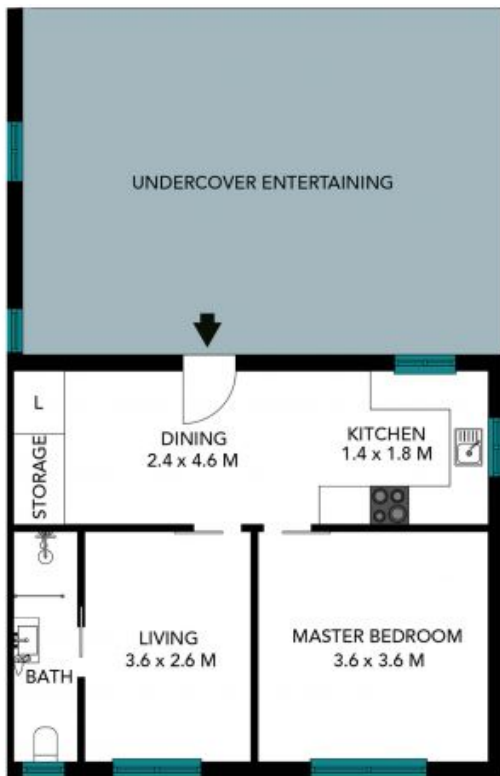 UNDERCOVER ENTERTAINING
L
STORAGE
DINING
2.4 x 4.6 M
KITCHEN
1.4 x 1.8 M
LIVING
3.6 x 2.6 M
MASTER BEDROOM
3.6 x 3.6 M
BATH